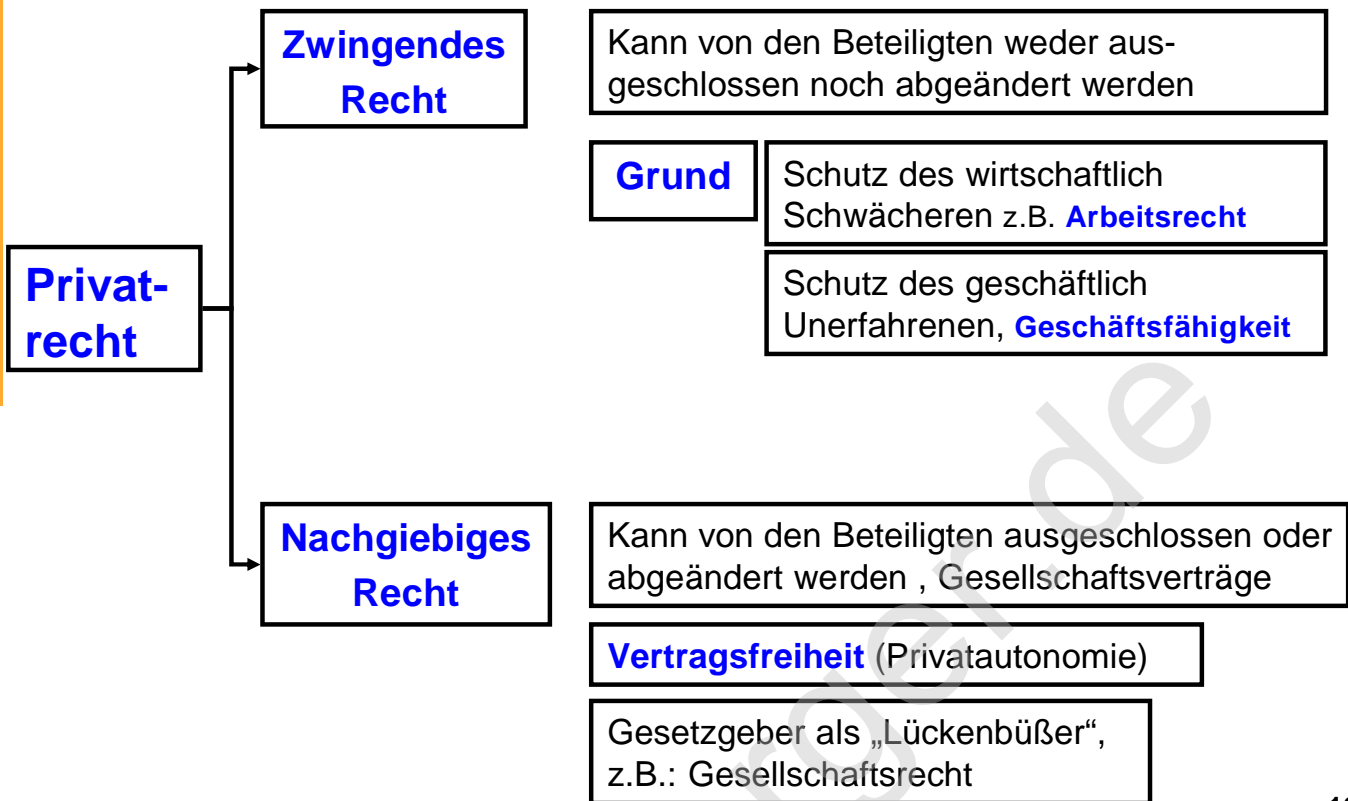 Zwingendes
Recht
Kann von den Beteiligten weder aus-
geschlossen noch abgeändert werden
Grund
Schutz des wirtschaftlich
Schwächeren z.B. Arbeitsrecht
Schutz des geschäftlich
Unerfahrenen, Geschäftsfähigkeit
Privat-
recht
Nachgiebiges
Recht
Kann von den Beteiligten ausgeschlossen oder
abgeändert werden , Gesellschaftsverträge
Vertragsfreiheit (Privatautonomie)
Gesetzgeber als „Lückenbüßer“,
z.B.: Gesellschaftsrecht
rger.de